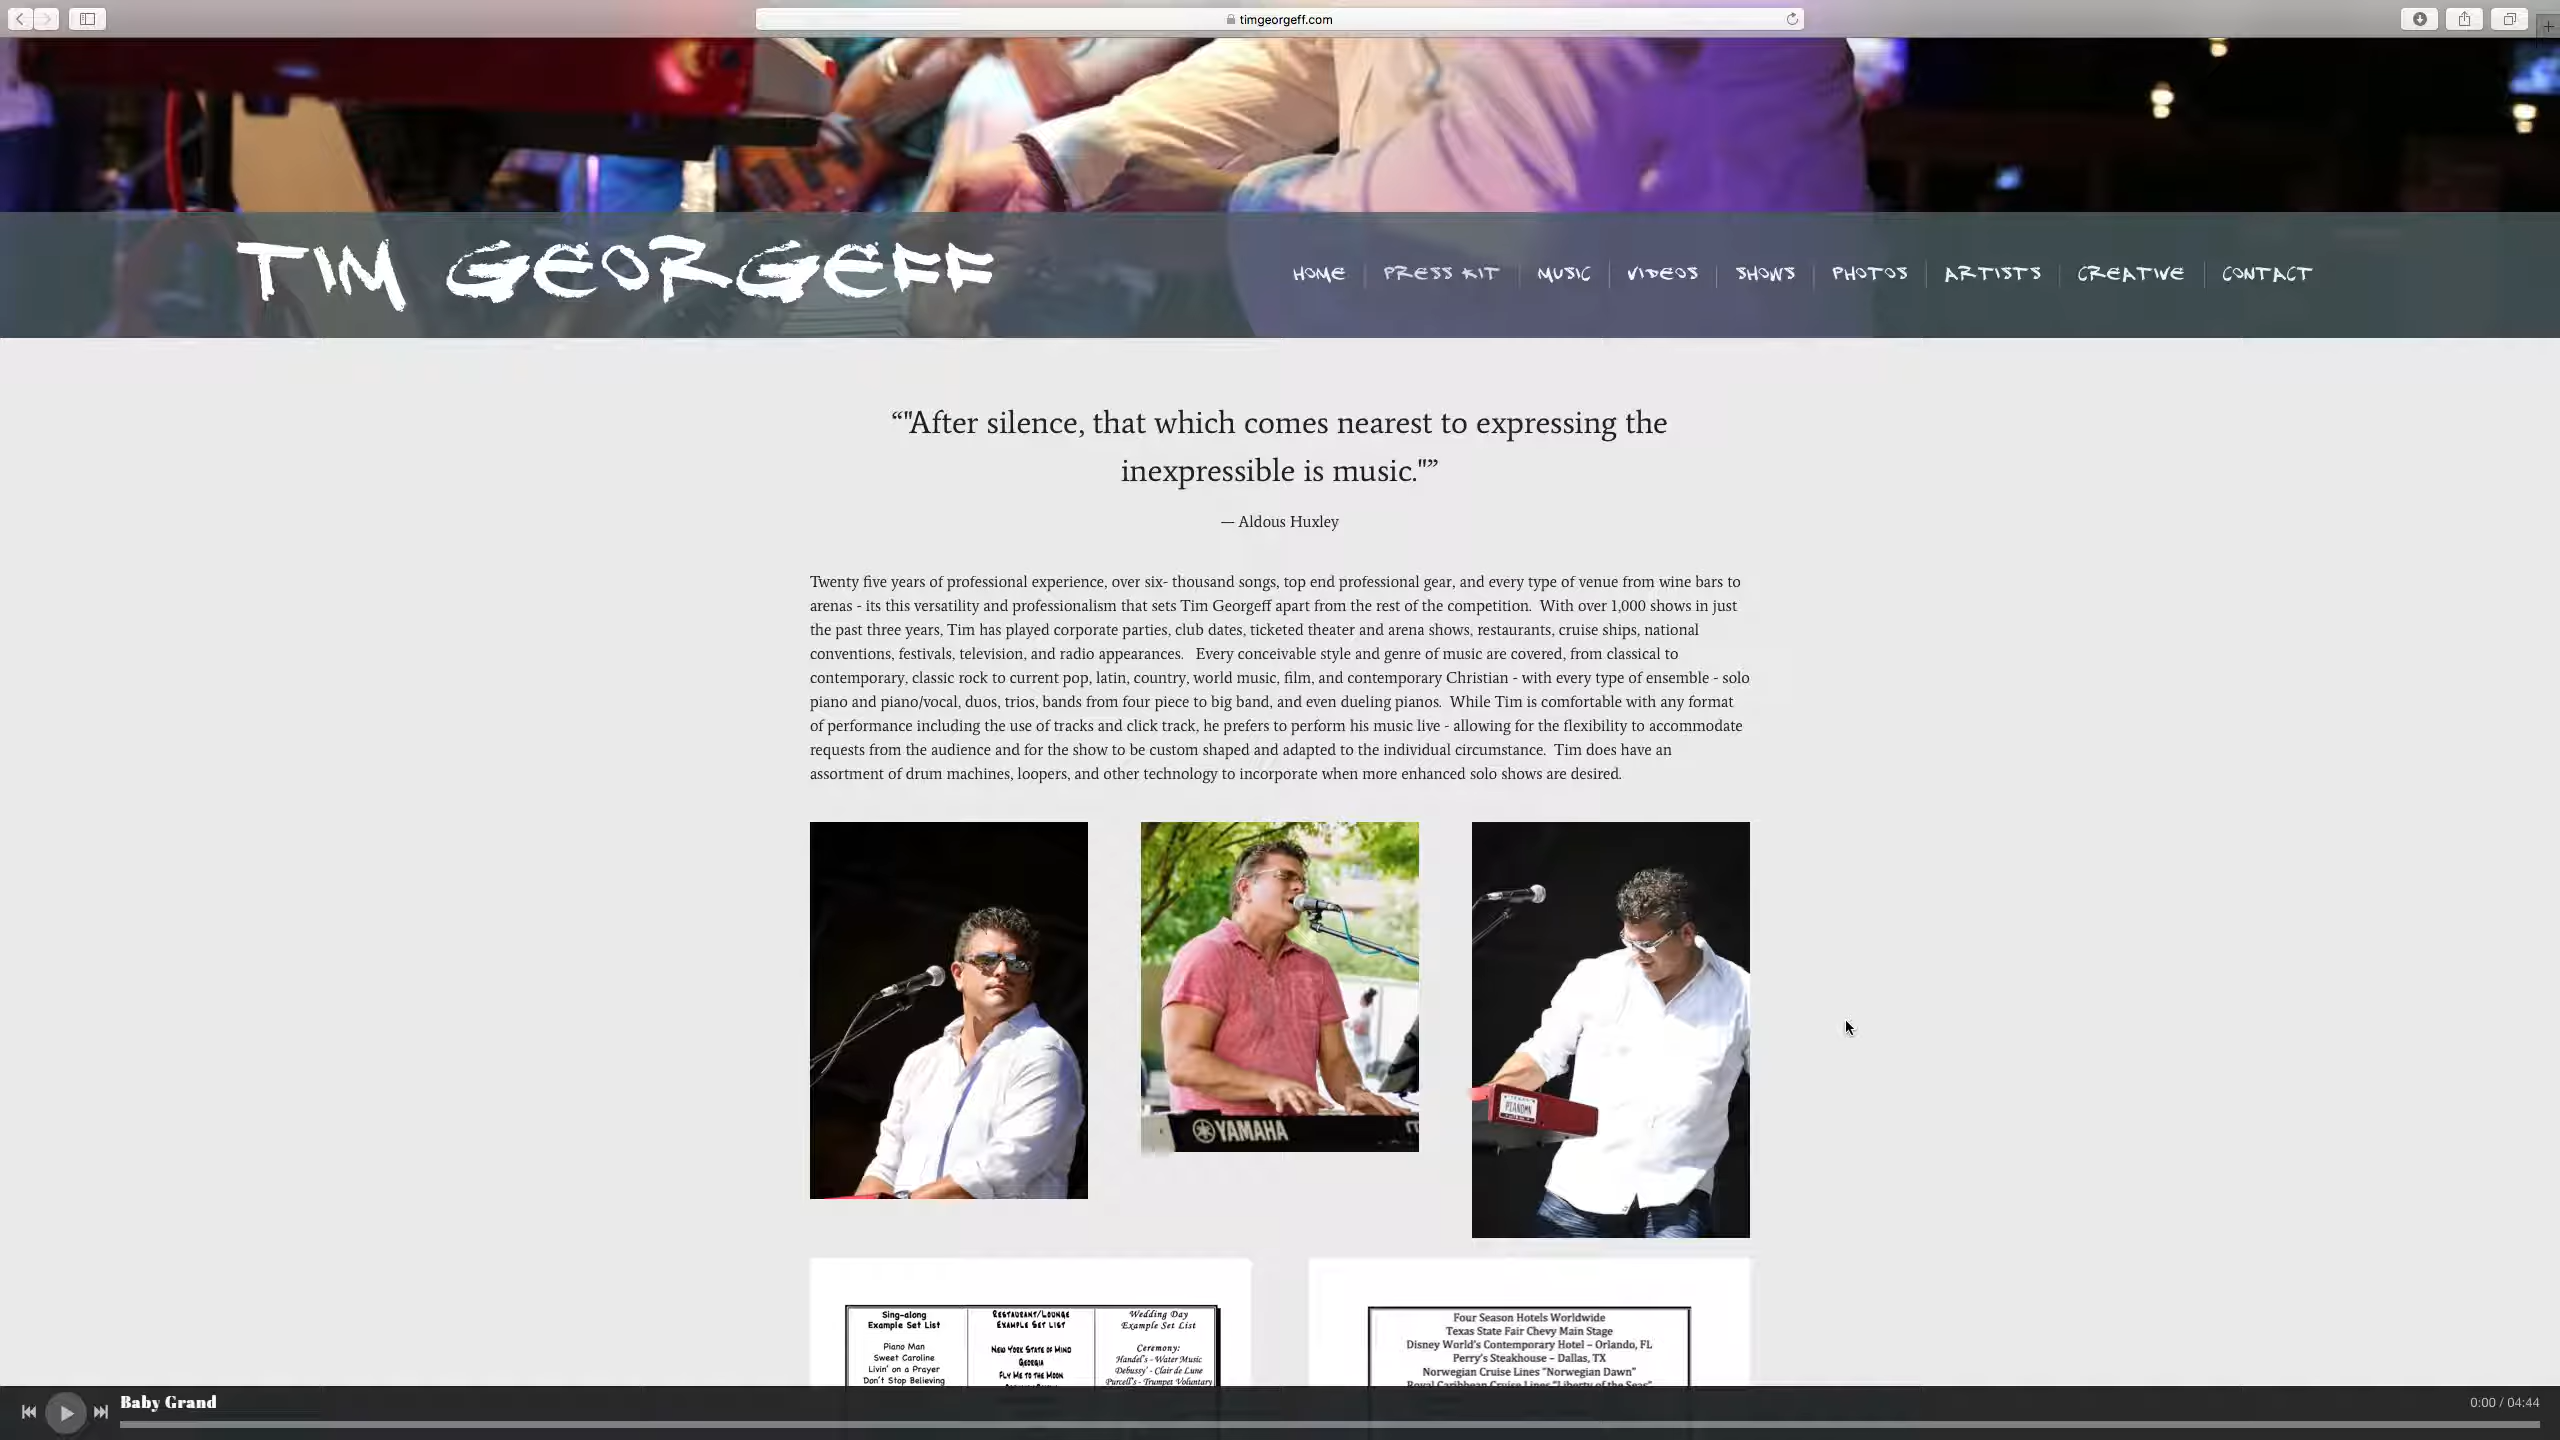 timgeorgeff.com
TIM GEORGEFF
HOME
PRESS KIT
MUSIC
VIDEOS
SHOWS
PHOTOS
ARTISTS
CREATIVE
CONTACT
“"After silence, that which comes nearest to expressing the
inexpressible is music."”
— Aldous Huxley
Twenty five years of professional experience, over six- thousand songs, top end professional gear, and every type of venue from wine bars to
arenas - its this versatility and professionalism that sets Tim Georgeff apart from the rest of the competition.  With over 1,000 shows in just
the past three years, Tim has played corporate parties, club dates, ticketed theater and arena shows, restaurants, cruise ships, national
conventions, festivals, television, and radio appearances.   Every conceivable style and genre of music are covered, from classical to
contemporary, classic rock to current pop, latin, country, world music, film, and contemporary Christian - with every type of ensemble - solo
piano and piano/vocal, duos, trios, bands from four piece to big band, and even dueling pianos.  While Tim is comfortable with any format
of performance including the use of tracks and click track, he prefers to perform his music live - allowing for the flexibility to accommodate
requests from the audience and for the show to be custom shaped and adapted to the individual circumstance.  Tim does have an
assortment of drum machines, loopers, and other technology to incorporate when more enhanced solo shows are desired.
YAMAHA
TEXAS
PIANOMN
Sing-along
Example Set List
Piano Man
Sweet Caroline
Livin' on a Prayer
Don't Stop Believing
Restaurant/Lounge
Example Set List
New York State of Mind
Georgia
Fly Me to the Moon
Wedding Day
Example Set List
Ceremony:
Handel's - Water Music
Debussy' - Clair de Lune
Purcell's - Trumpet Voluntary
Four Season Hotels Worldwide
Texas State Fair Chevy Main Stage
Disney World's Contemporary Hotel – Orlando, FL
Perry's Steakhouse – Dallas, TX
Norwegian Cruise Lines "Norwegian Dawn"
Royal Caribbean Cruise Lines "Liberty of the Seas"
Baby Grand
0:00 / 04:44